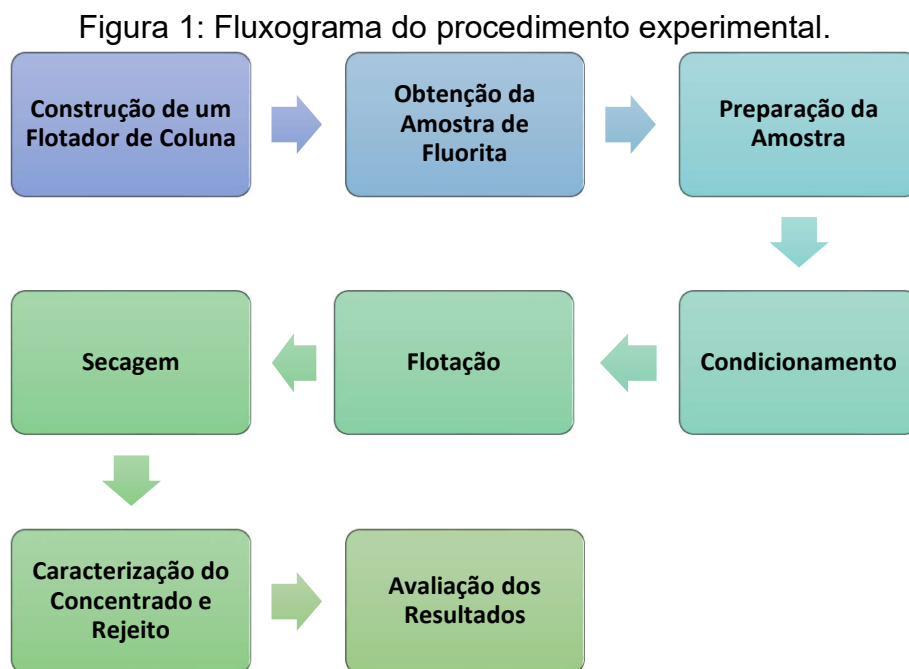 Figura 1: Fluxograma do procedimento experimental.
Construção de um
Flotador de Coluna
Obtenção da
Amostra de
Fluorita
Preparação da
Amostra
Condicionamento
Flotação
Secagem
Caracterização do
Concentrado e
Rejeito
Avaliação dos
Resultados